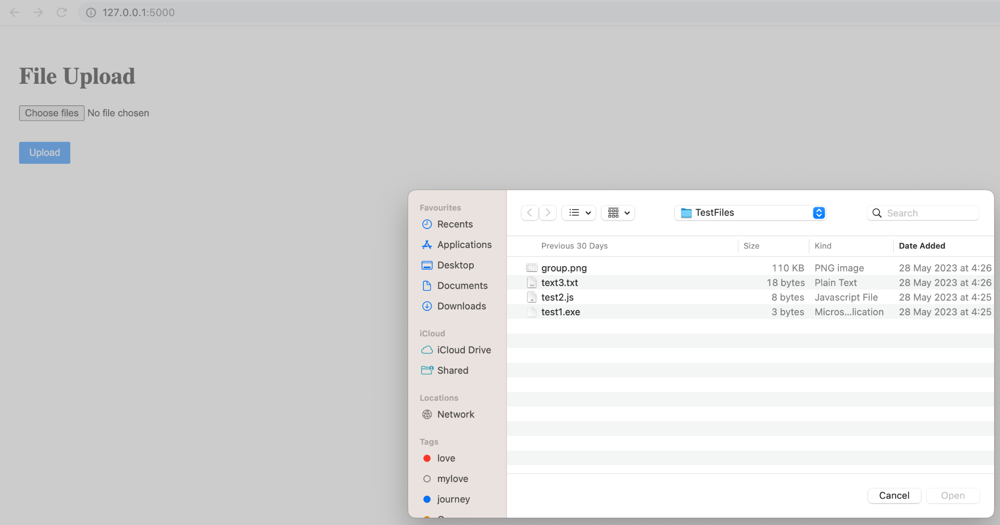 127.0.0.1:5000
File Upload
Choose files No file chosen
Upload
Favourites
Recents
Applications
Desktop
Documents
Downloads
iCloud
iCloud Drive
Shared
Locations
Network
Tags
love
mylove
journey
TestFiles
Search
Previous 30 Days Size Kind Date Added
group.png 110 KB PNG image 28 May 2023 at 4:26
text3.txt 18 bytes Plain Text 28 May 2023 at 4:26
test2.js 8 bytes Javascript File 28 May 2023 at 4:25
test1.exe 3 bytes Micros...lication 28 May 2023 at 4:25
Cancel Open